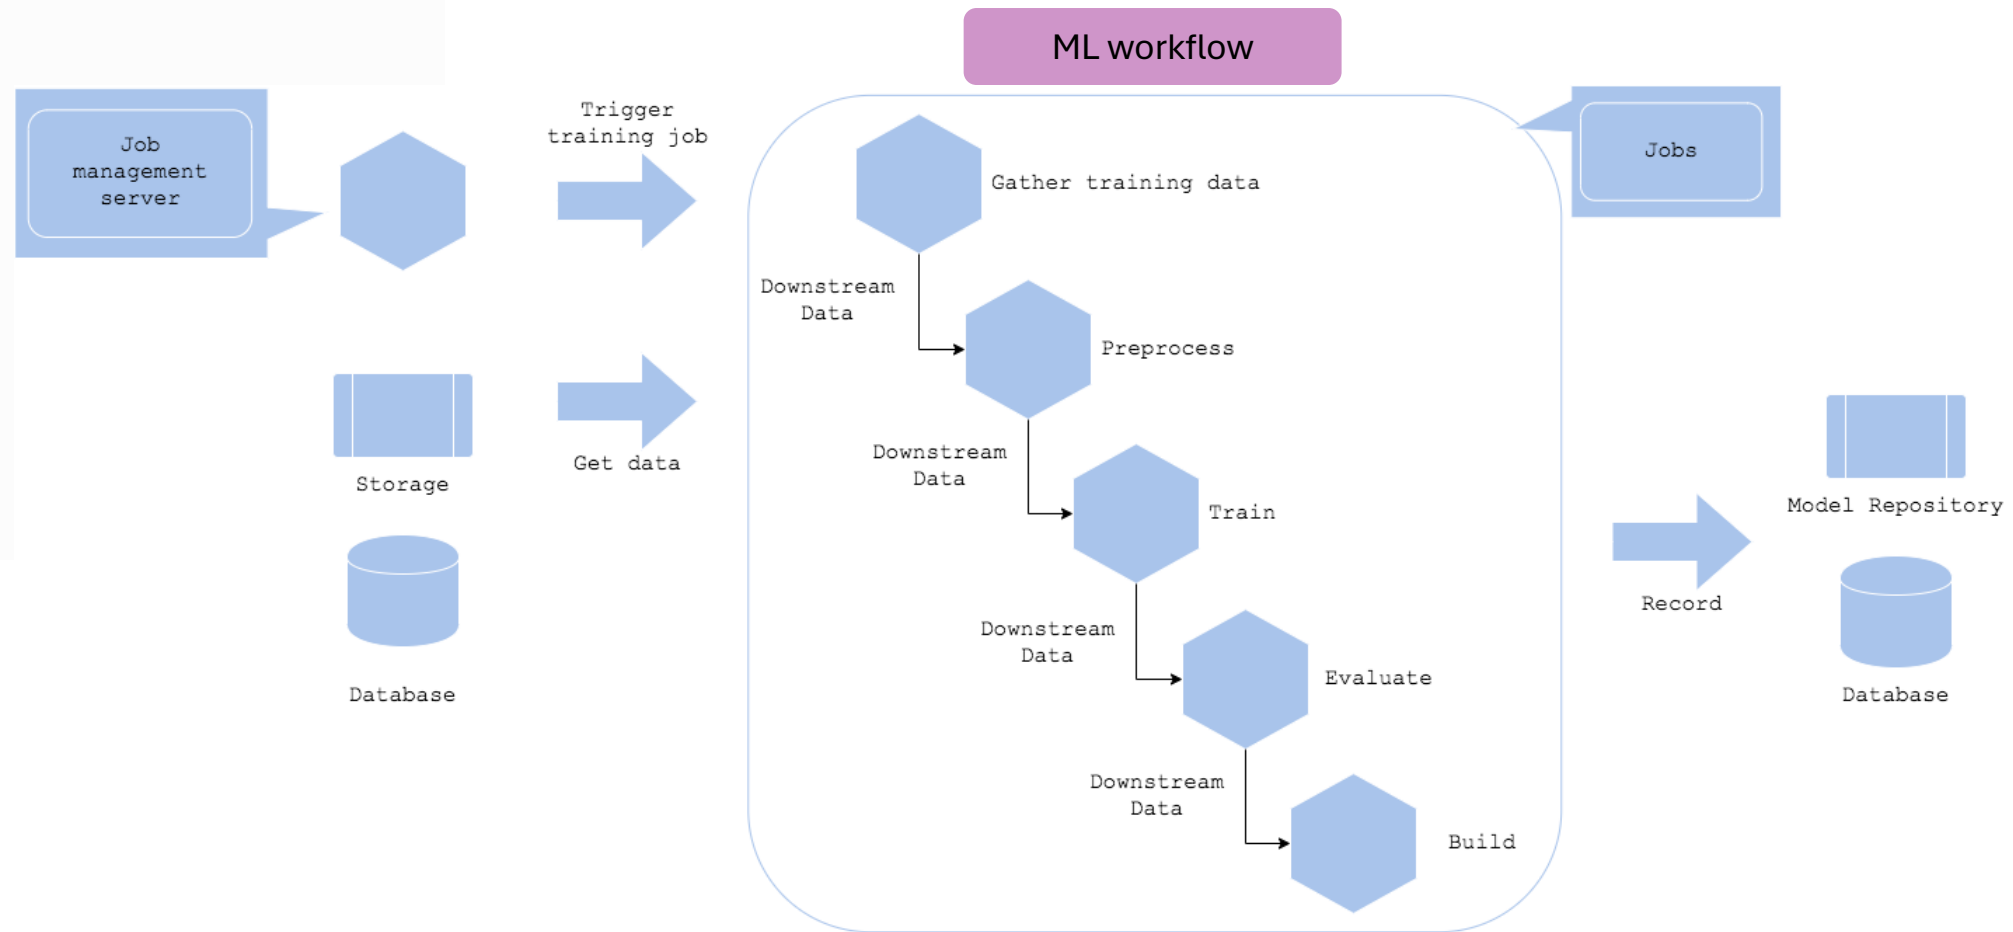 ML workflow
Job
management
server
Trigger
training job
Jobs
Gather training data
Downstream
Data
Preprocess
Get data
Storage
Downstream
Data
Train
Model Repository
Record
Downstream
Data
Evaluate
Database
Database
Downstream
Data
Build